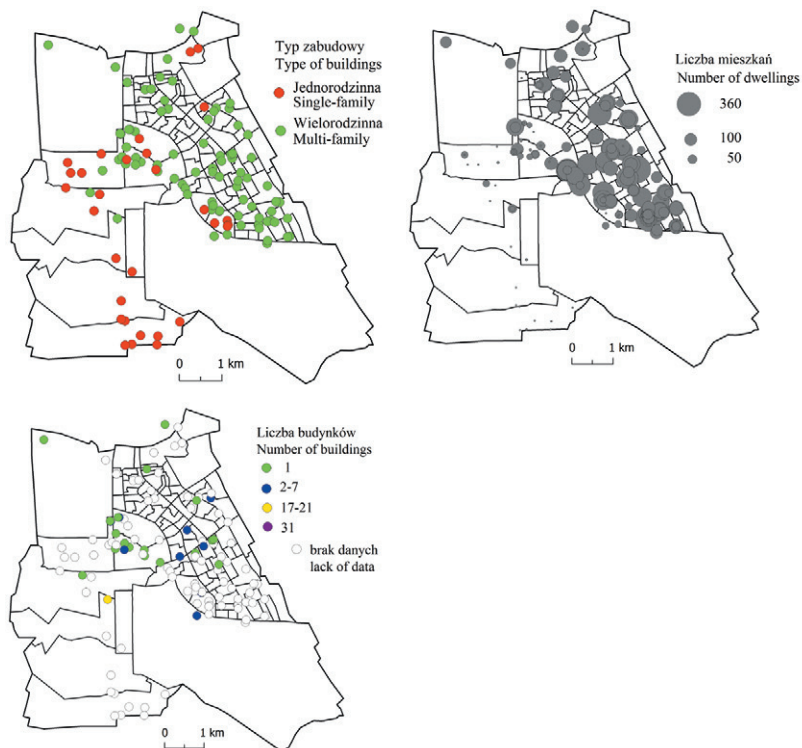 Typ zabudowy
Type of buildings
Jednorodzinna
Single-family
Wielorodzinna
Multi-family
0 1 km
Liczba mieszkań
Number of dwellings
360
100
50
0 1 km
Liczba budynków
Number of buildings
1
2-7
17-21
31
brak danych
lack of data
0 1 km